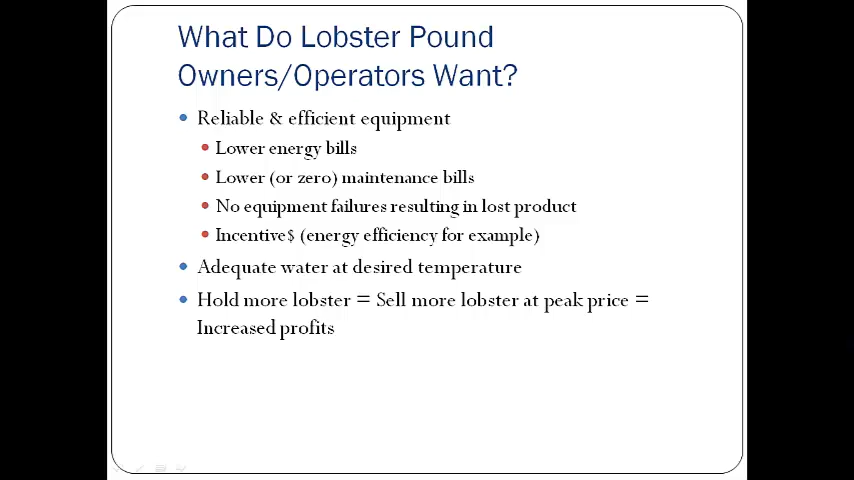 What Do Lobster Pound
Owners/Operators Want?
Reliable & efficient equipment
Lower energy bills
Lower (or zero) maintenance bills
No equipment failures resulting in lost product
Incentive$ (energy efficiency for example)
Adequate water at desired temperature
Hold more lobster = Sell more lobster at peak price =
Increased profits